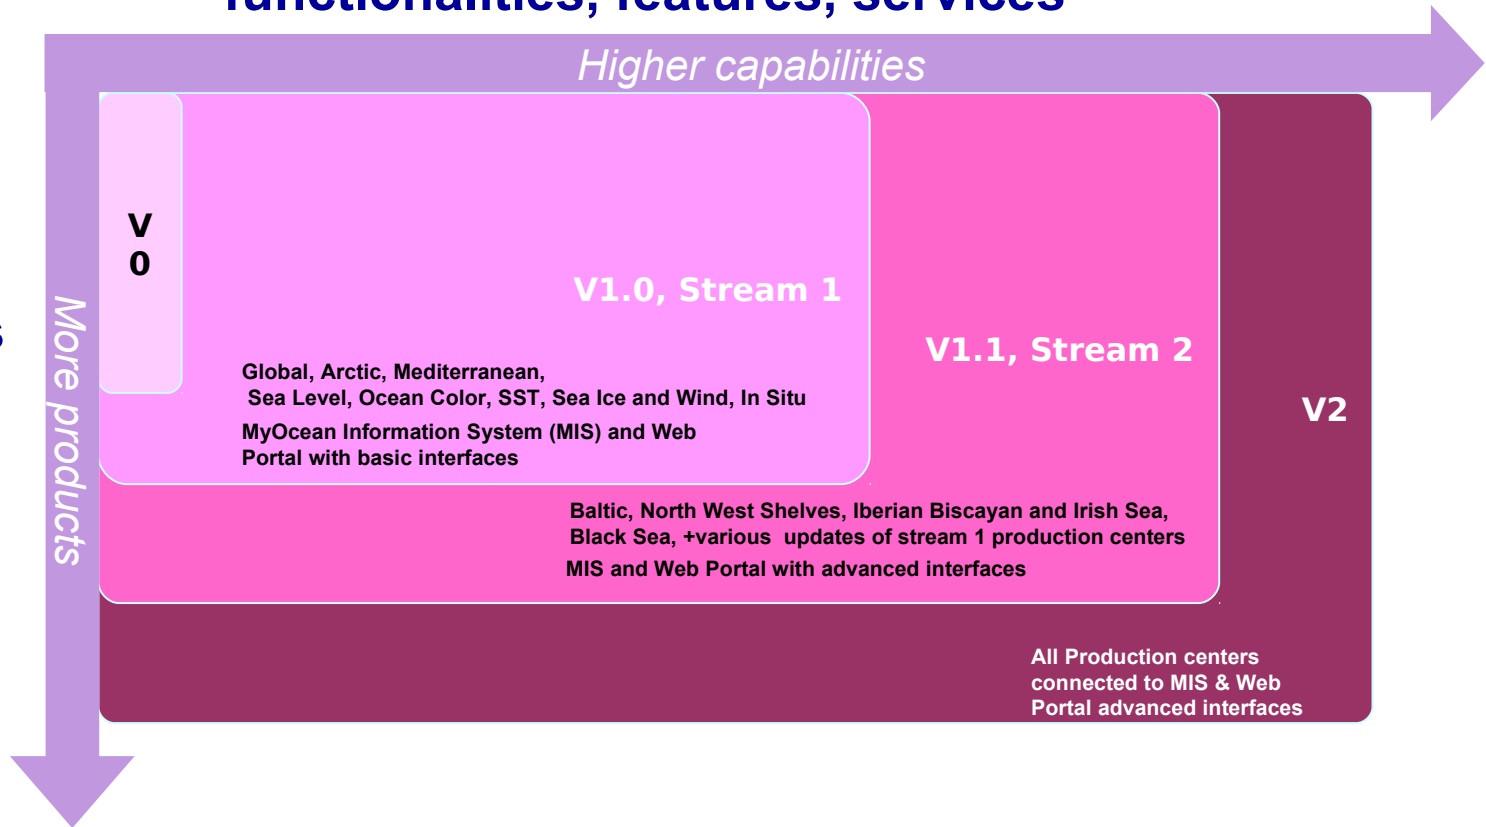 functionalities, features, services
Higher capabilities
V
0
V1.0, Stream 1
V1.1, Stream 2
V2
More products
s
Global, Arctic, Mediterranean,
Sea Level, Ocean Color, SST, Sea Ice and Wind, In Situ
MyOcean Information System (MIS) and Web
Portal with basic interfaces
Baltic, North West Shelves, Iberian Biscayan and Irish Sea,
Black Sea, +various  updates of stream 1 production centers
MIS and Web Portal with advanced interfaces
All Production centers
connected to MIS & Web
Portal advanced interfaces